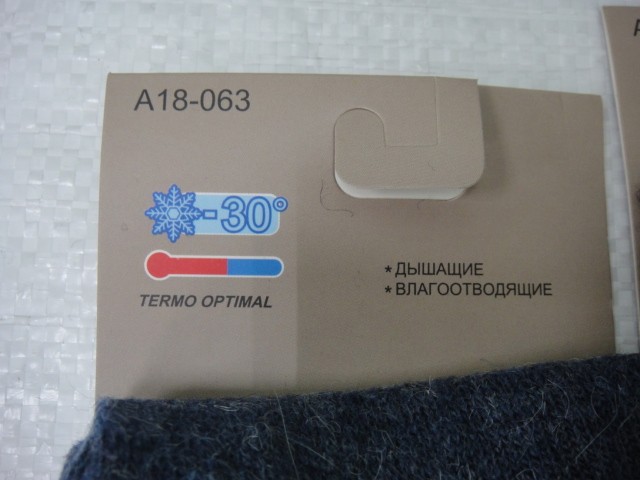 A18-063
-30°
TERMO OPTIMAL
* ДЫШАЩИЕ
* ВЛАГООТВОДЯЩИЕ